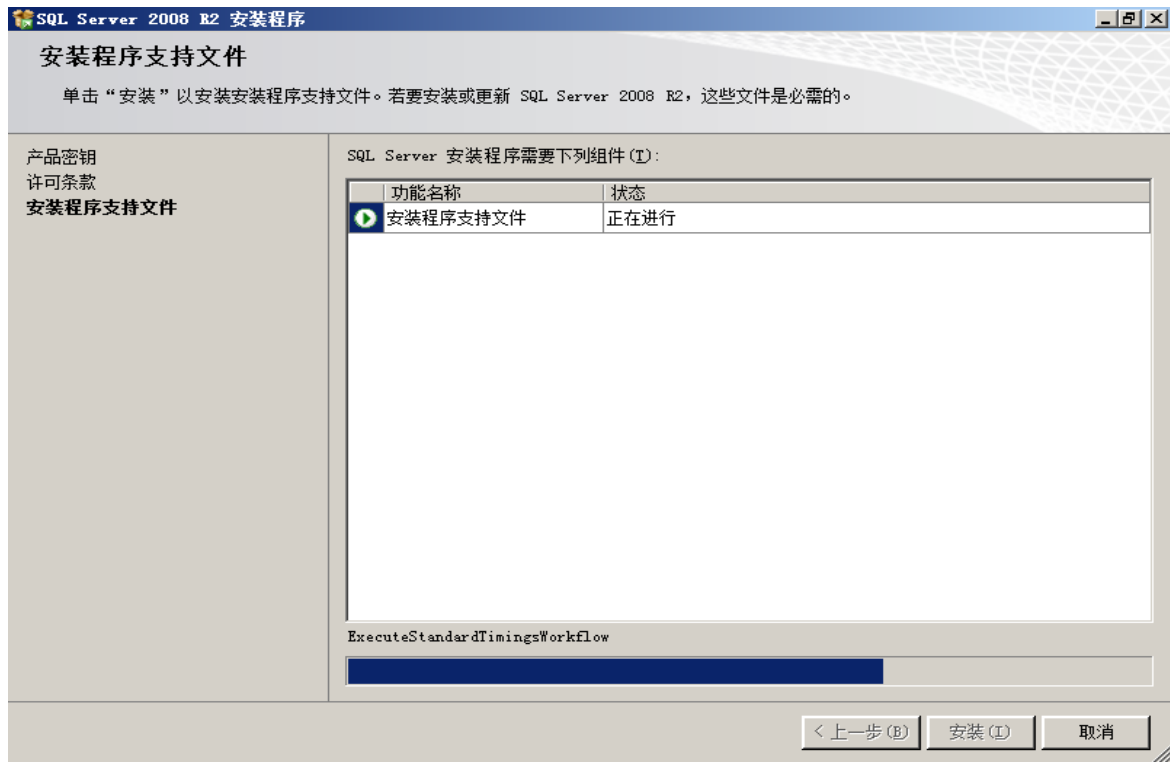 SQL Server 2008 R2 安装程序
安装程序支持文件
单击“安装”以安装安装程序支持文件。若要安装或更新 SQL Server 2008 R2，这些文件是必需的。
产品密钥
许可条款
安装程序支持文件
SQL Server 安装程序需要下列组件(T):
功能名称 状态
安装程序支持文件 正在进行
ExecuteStandardTimingsWorkflow
< 上一步(B) 安装(I) 取消